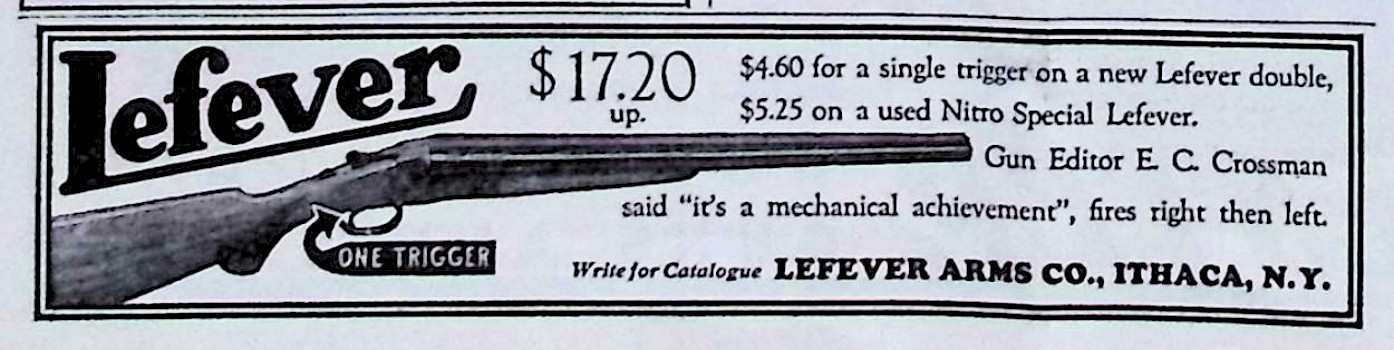 Lefever
$17.20
up.
$4.60 for a single trigger on a new Lefever double,
$5.25 on a used Nitro Special Lefever.
Gun Editor E. C. Crossman
said "it's a mechanical achievement", fires right then left.
ONE TRIGGER
Write for Catalogue LEFEVER ARMS CO., ITHACA, N.Y.